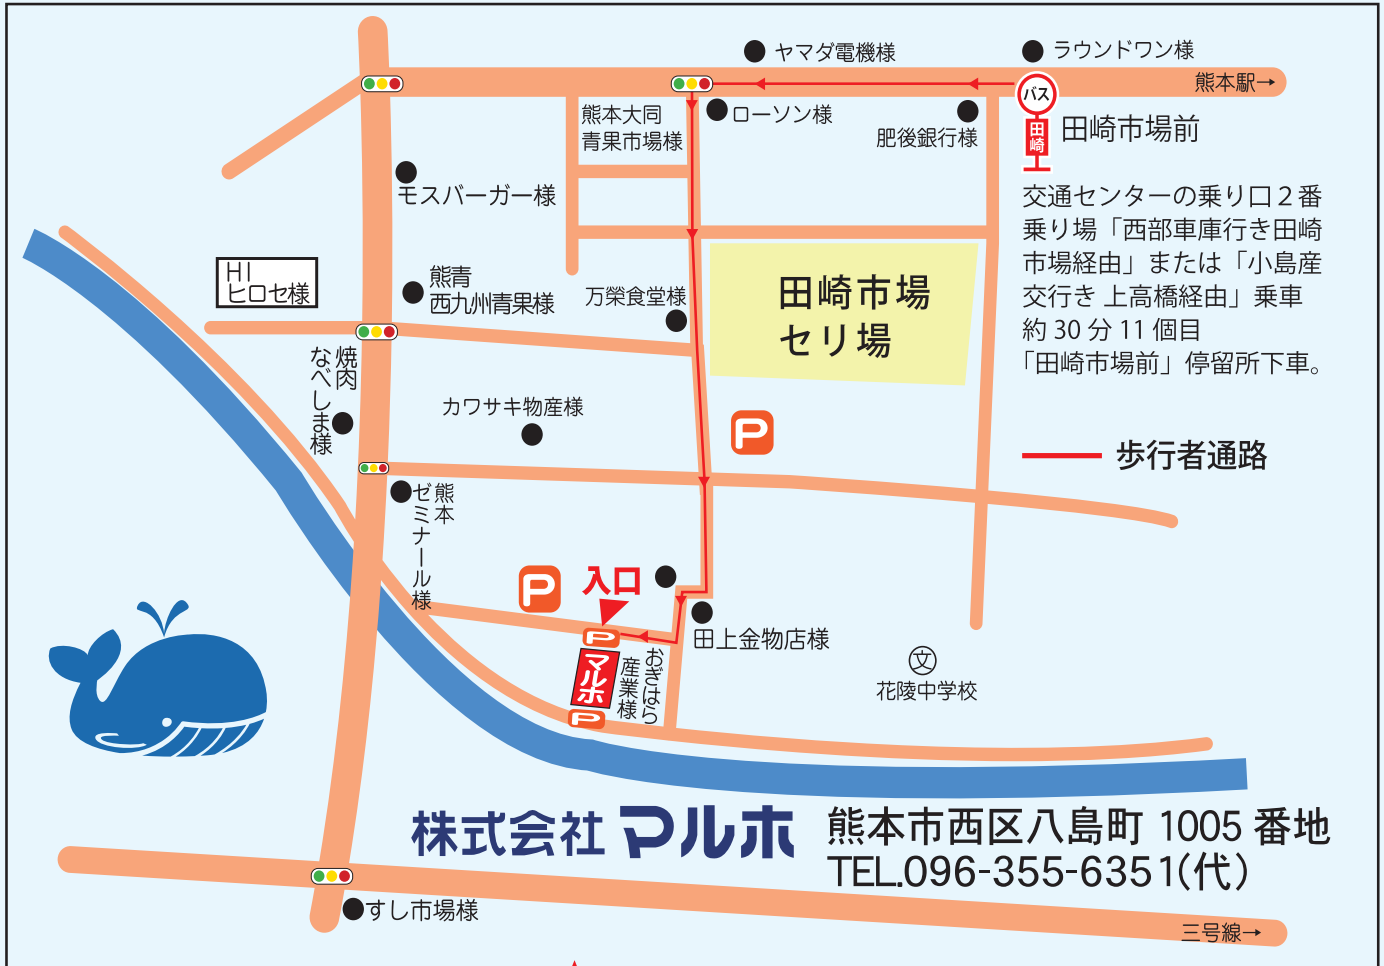 ヤマダ電機様
ラウンドワン様
熊本駅→
バス
田崎
田崎市場前
熊本大同
青果市場様
ローソン様
肥後銀行様
モスバーガー様
交通センターの乗り口２番
乗り場「西部車庫行き田崎
市場経由」または「小島産
交行き 上高橋経由」乗車
約 30 分 11 個目
「田崎市場前」停留所下車。
HI
ヒロセ様
熊青
西九州青果様
万榮食堂様
田崎市場
セリ場
焼肉
なべしま様
カワサキ物産様
P
歩行者通路
熊本
ゼミナール様
P
入口
田上金物店様
P
マルホ
P
おぎはら
産業様
文
花陵中学校
株式会社 マルホ
熊本市西区八島町 1005 番地
TEL.096-355-6351(代)
すし市場様
三号線→